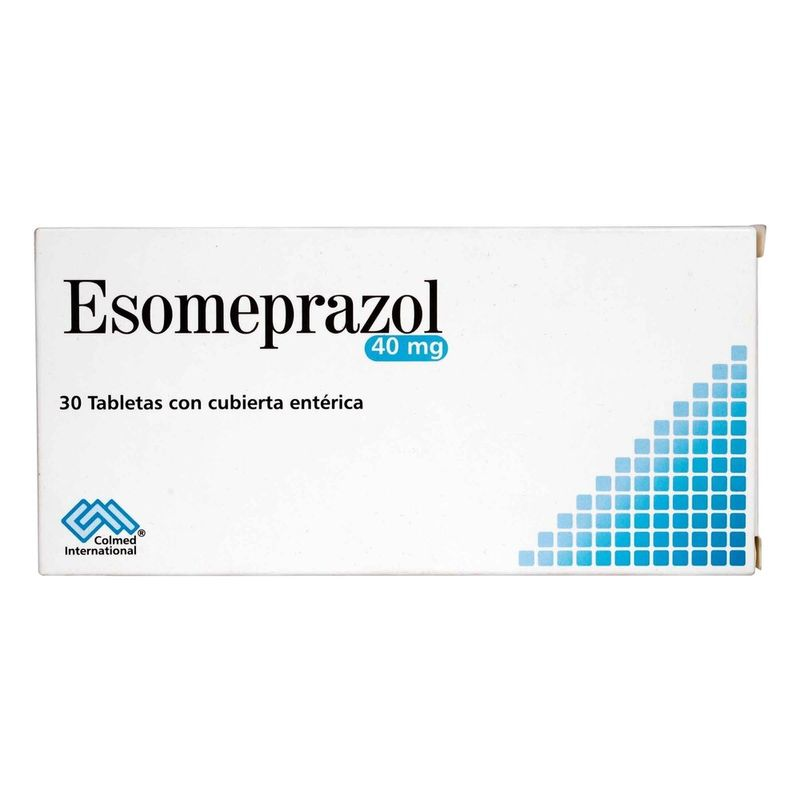 Esomeprazol
40 mg
30 Tabletas con cubierta entérica
Colmed ®
International